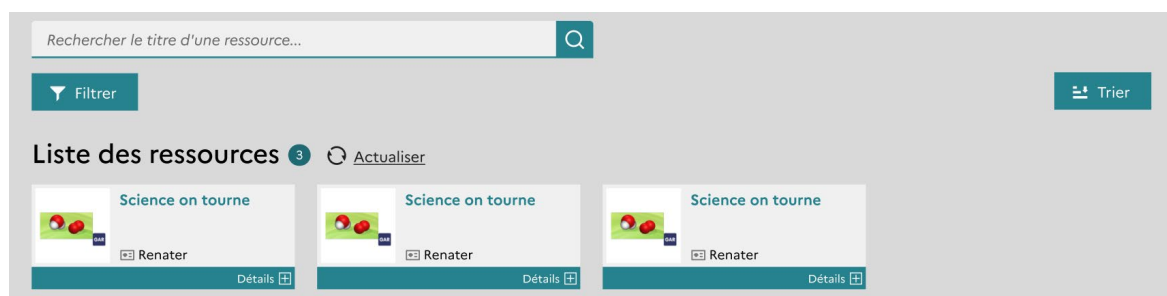 Rechercher le titre d'une ressource...
Filtrer
Trier
Liste des ressources 3 Actualiser
Science on tourne Science on tourne Science on tourne
GAR GAR GAR
Renater Renater Renater
Détails Détails Détails